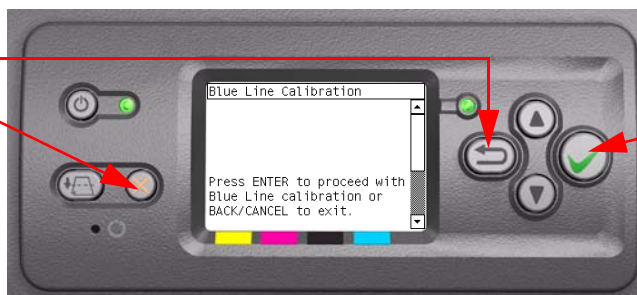 Blue Line Calibration
Press ENTER to proceed with
Blue Line calibration or
BACK/CANCEL to exit.